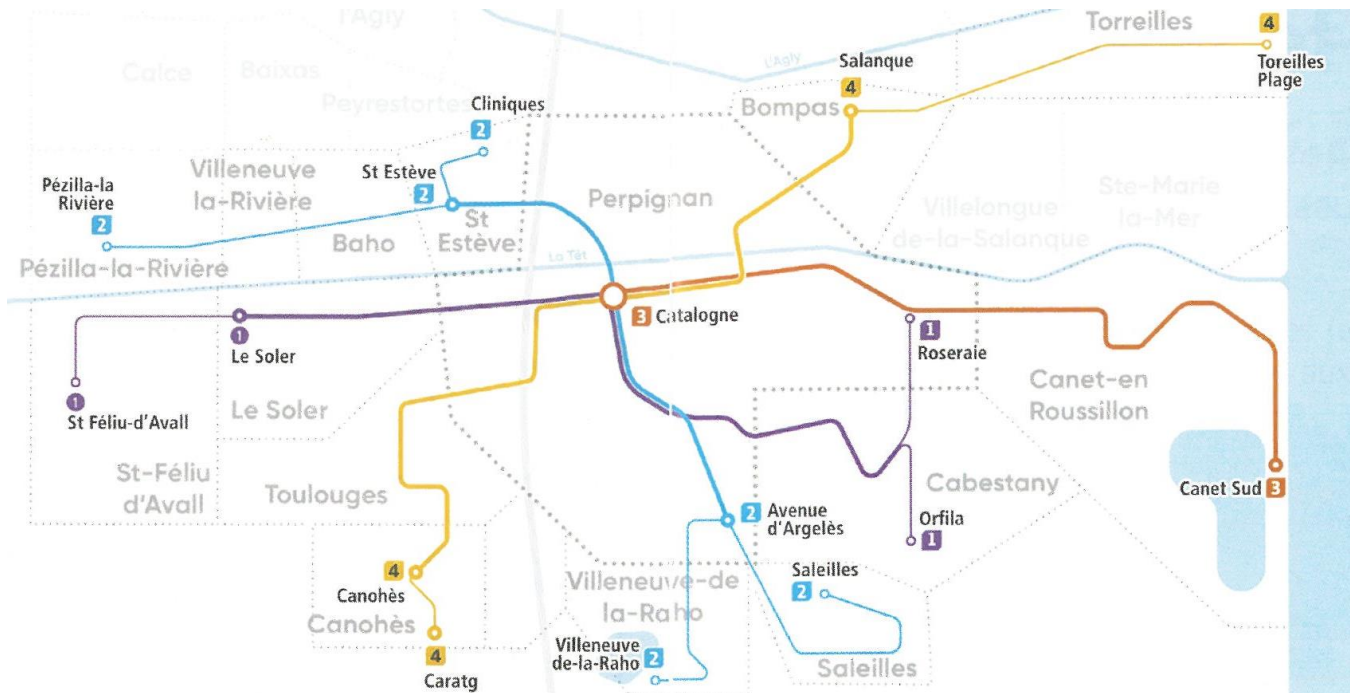 l'Agly
Torreilles
4
Toreilles
Plage
Salanque
4
L'Agly
Calce
Baixas
Peyrestortes
Cliniques
2
Bompas
Villeneuve
la-Rivière
St Estève
2
Pézilla-la
Rivière
2
Perpignan
Ste-Marie
la-Mer
St
Estève
Baho
Villelongue
de-la-Salanque
Pézilla-la-Rivière
La Têt
3 Catalogne
1
Le Soler
1
Roseraie
1
St Féliu-d'Avall
Le Soler
Canet-en
Roussillon
St-Féliu
d'Avall
Toulouges
Cabestany
Canet Sud 3
2 Avenue
d'Argelès
Orfila
1
4
Canohès
Saleilles
2
Villeneuve-de
la-Raho
Canohès
4
Caratg
Villeneuve
de-la-Raho 2
Saleilles